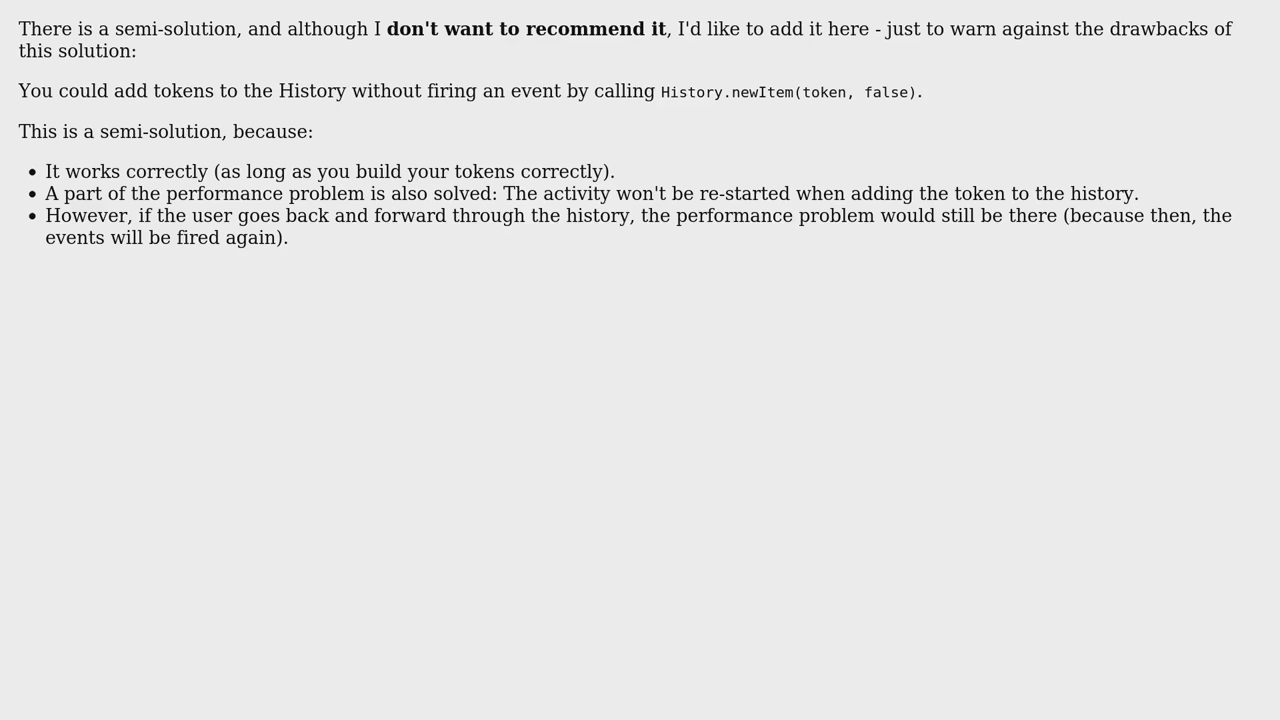 There is a semi-solution, and although I don't want to recommend it, I'd like to add it here - just to warn against the drawbacks of
this solution:
You could add tokens to the History without firing an event by calling History.newItem(token, false).
This is a semi-solution, because:
• It works correctly (as long as you build your tokens correctly).
• A part of the performance problem is also solved: The activity won't be re-started when adding the token to the history.
• However, if the user goes back and forward through the history, the performance problem would still be there (because then, the
events will be fired again).